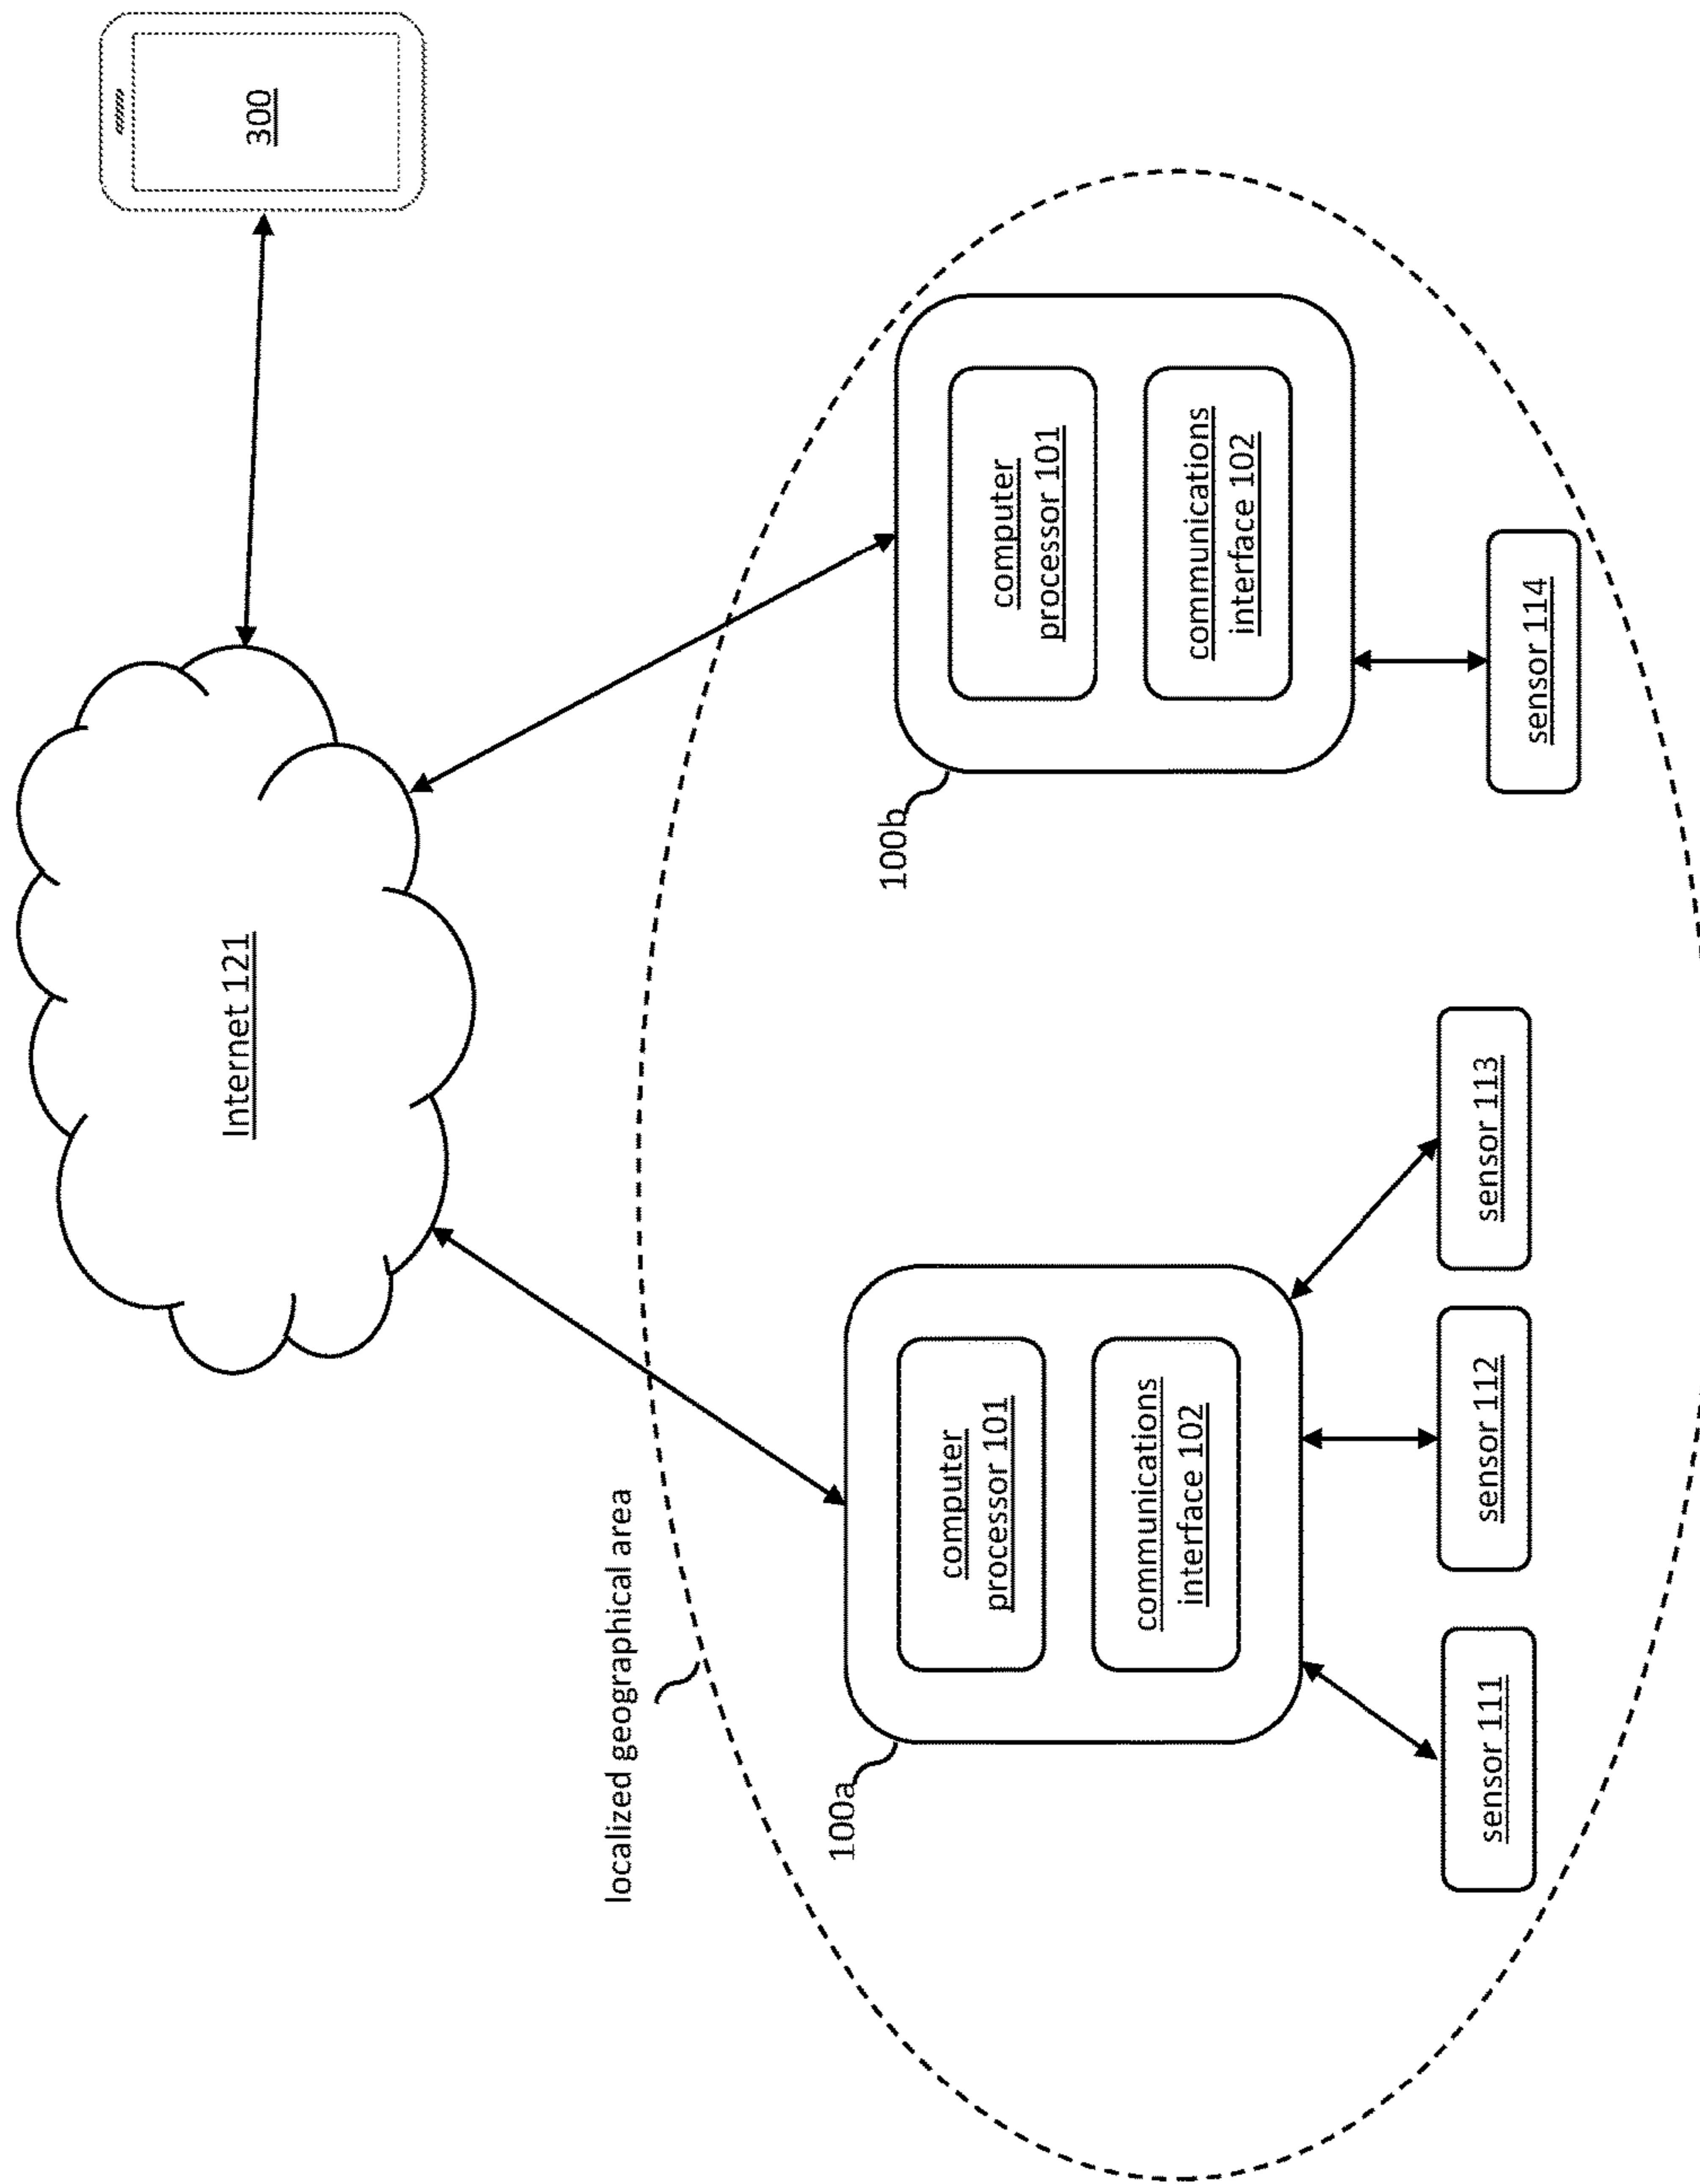 Internet 121
300
localized geographical area
100a
computer
processor 101
communications
interface 102
100b
computer
processor 101
communications
interface 102
sensor 111
sensor 112
sensor 113
sensor 114